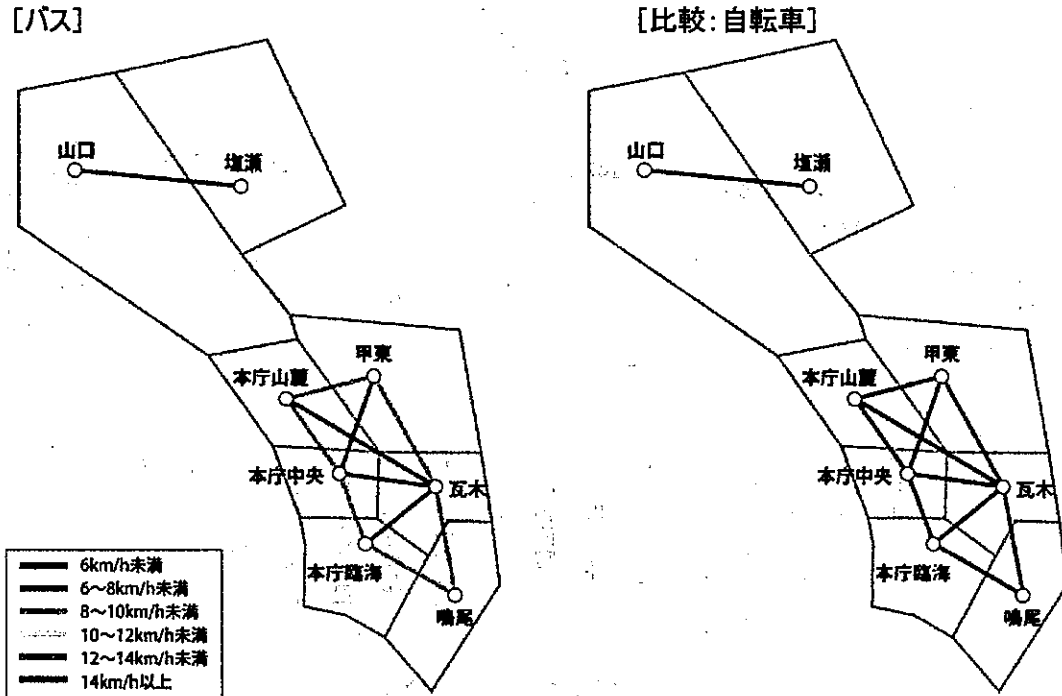 [バス]
[比較:自転車]
山口
塩瀬
甲東
本庁山麓
本庁中央
瓦木
本庁臨海
鳴尾
山口
塩瀬
甲東
本庁山麓
本庁中央
瓦木
本庁臨海
鳴尾
6km/h未満
6~8km/h未満
8~10km/h未満
10~12km/h未満
12~14km/h未満
14km/h以上